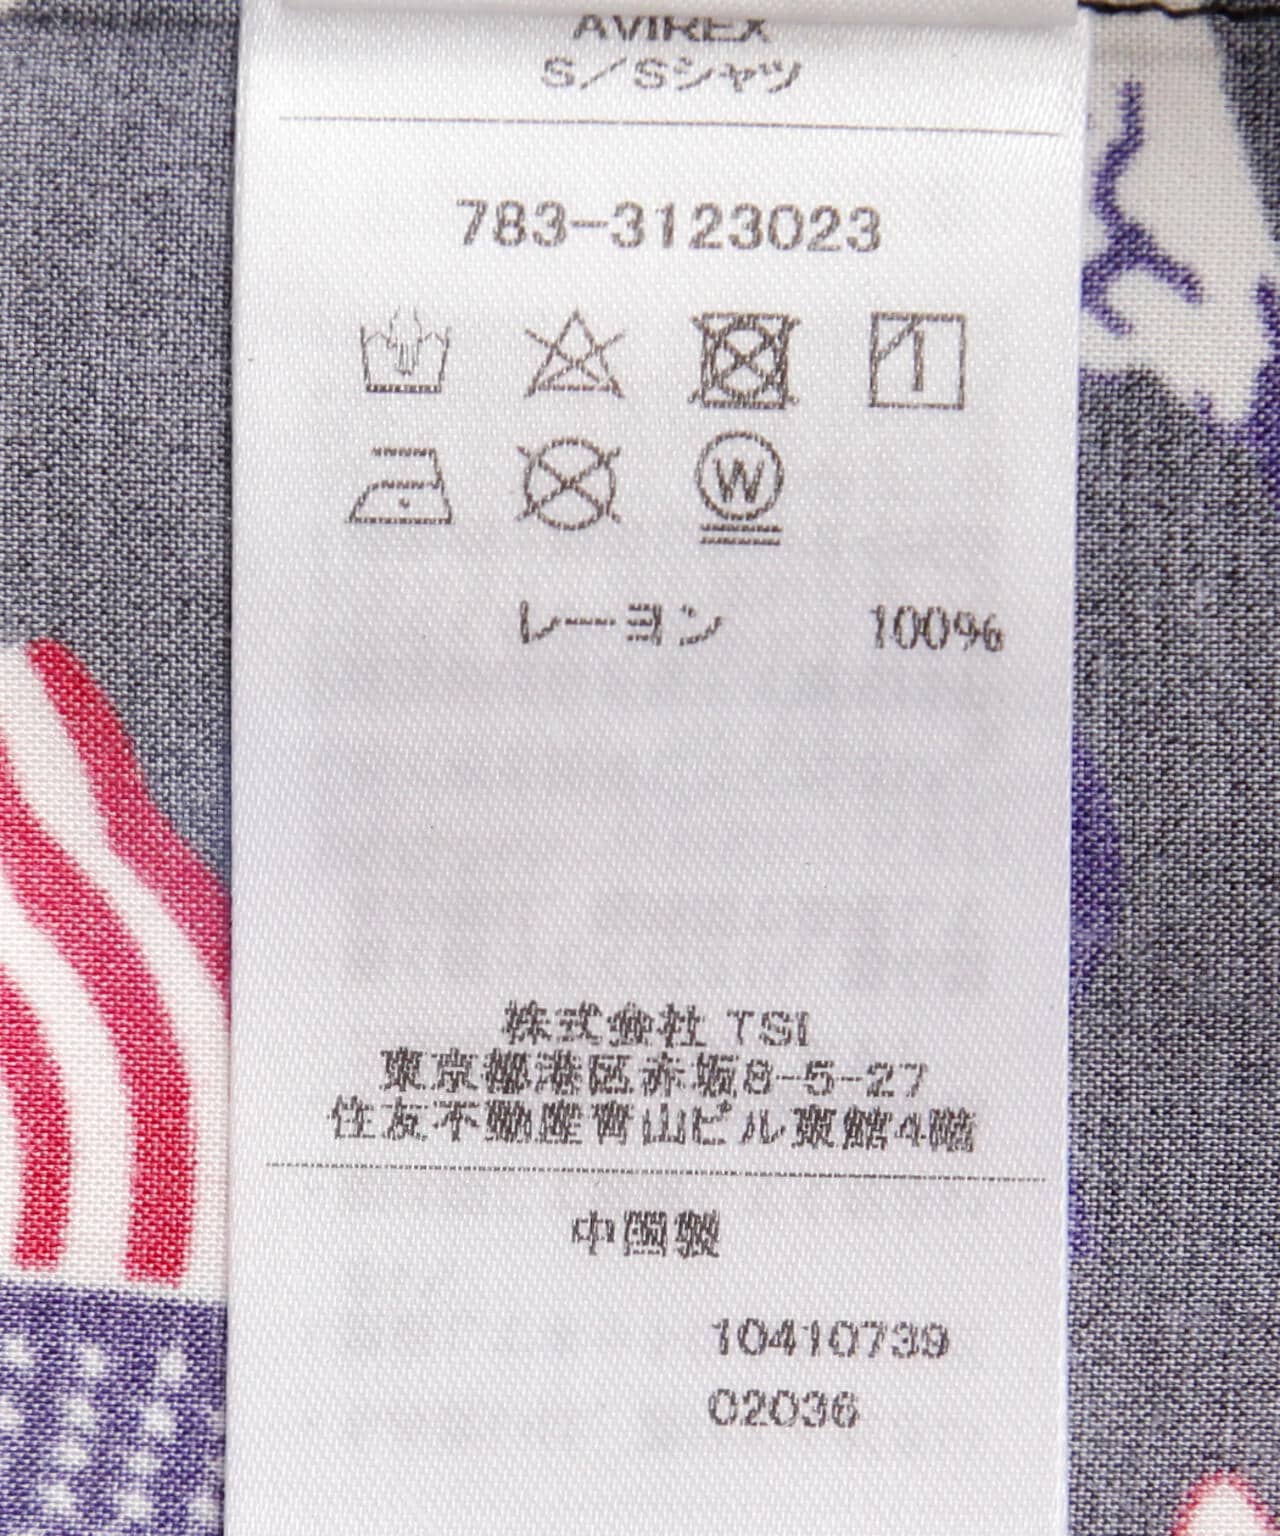 AVIREX
S／Sシャツ
783-3123023
W
レーヨン 100%
株式会社 TSI
東京都港区赤坂8-5-27
住友不動産青山ビル東館4階
中国製
10410739
02036